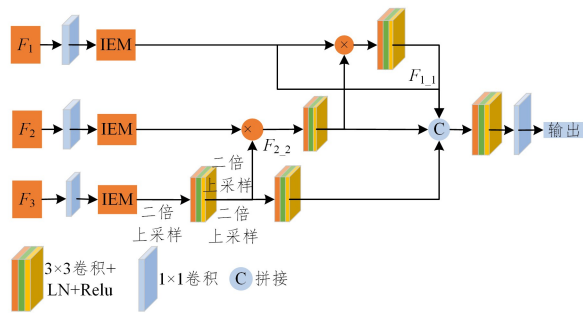 F1
IEM
×
F1_1
F2
IEM
×
F2_2
C
输出
二倍
上采样
F3
IEM
二倍
上采样
二倍
上采样
3×3卷积+
LN+Relu
1×1卷积
C 拼接